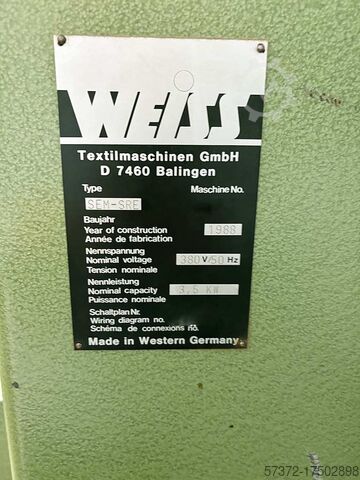 WEISS
Textilmaschinen GmbH
D 7460 Balingen
Type Maschine No.
SEM-SRE
Baujahr
Year of construction 1988
Année de fabrication
Nennspannung
Nominal voltage 380 V/50 Hz
Tension nominale
Nennleistung
Nominal capacity 3,5 KW
Puissance nominale
Schaltplan Nr.
Wiring diagram no.
Schéma de connexions no.
Made in Western Germany
57372-17502898